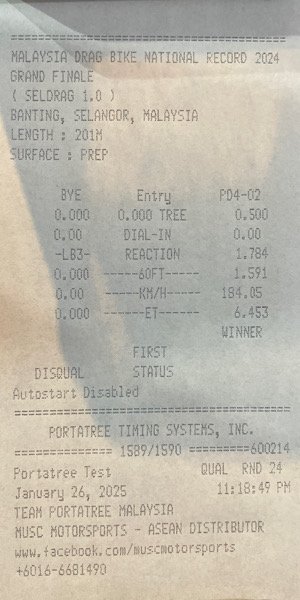 =============================================
MALAYSIA DRAG BIKE NATIONAL RECORD 2024
GRAND FINALE
( SELDRAG 1.0 )
BANTING, SELANGOR, MALAYSIA
LENGTH : 201M
SURFACE : PREP
BYE Entry PD4-02
0.000 0.000 TREE 0.500
0.00 DIAL-IN 0.00
-LB3- REACTION 1.784
0.000 ------60FT----- 1.591
0.00 ------KM/H----- 184.05
0.000 ------ET----- 6.453
WINNER
FIRST
DISQUAL STATUS
Autostart Disabled
=============================================
PORTATREE TIMING SYSTEMS, INC.
=============== 1589/1590 =========600214
Portatree Test QUAL RND 24
January 26, 2025 11:18:49 PM
TEAM PORTATREE MALAYSIA
MUSC MOTORSPORTS - ASEAN DISTRIBUTOR
www.facebook.com/muscmotorsports
+6016-6681490